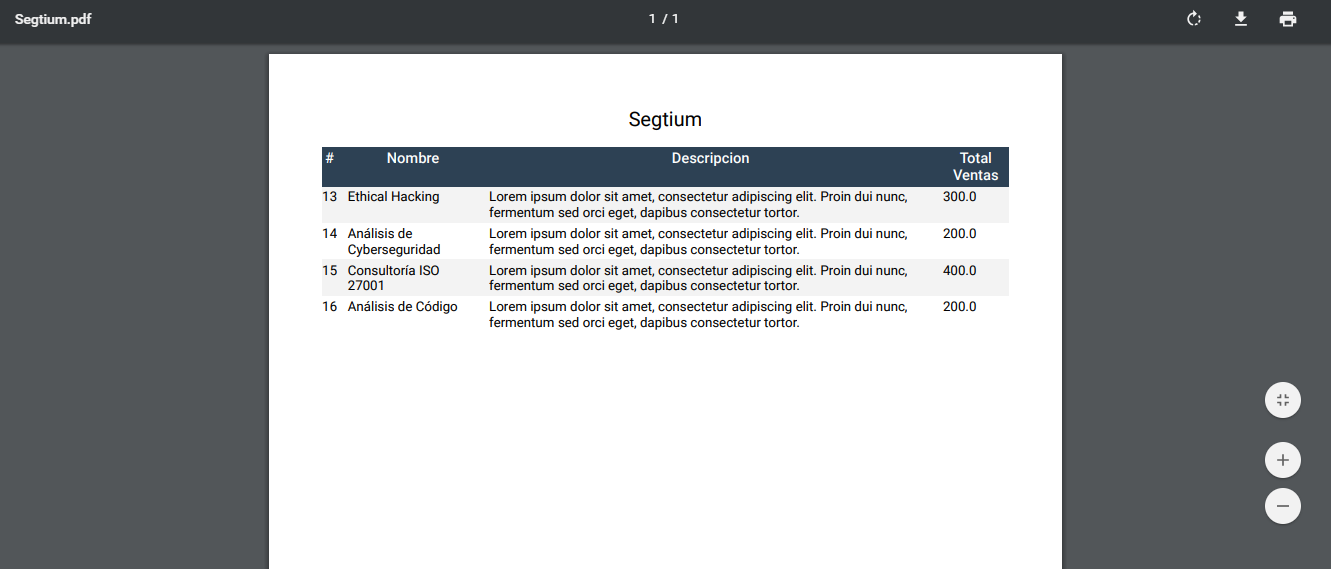 Segtium.pdf
1 / 1
Segtium
# Nombre Descripcion Total
Ventas
13 Ethical Hacking Lorem ipsum dolor sit amet, consectetur adipiscing elit. Proin dui nunc, 300.0
fermentum sed orci eget, dapibus consectetur tortor.
14 Análisis de Lorem ipsum dolor sit amet, consectetur adipiscing elit. Proin dui nunc, 200.0
Cyberseguridad fermentum sed orci eget, dapibus consectetur tortor.
15 Consultoría ISO Lorem ipsum dolor sit amet, consectetur adipiscing elit. Proin dui nunc, 400.0
27001 fermentum sed orci eget, dapibus consectetur tortor.
16 Análisis de Código Lorem ipsum dolor sit amet, consectetur adipiscing elit. Proin dui nunc, 200.0
fermentum sed orci eget, dapibus consectetur tortor.